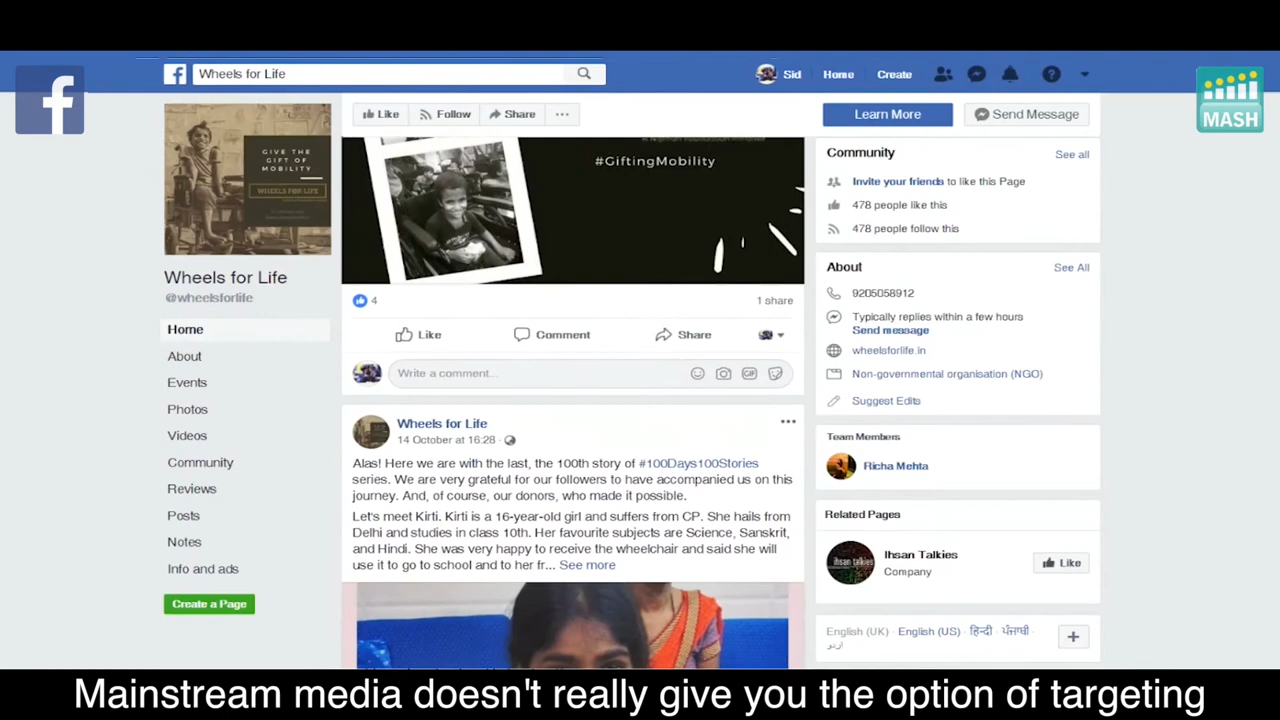 f
Wheels for Life
Sid
Home
Create
MASH
GIVE THE
GIFT OF
MOBILITY
WHEELS FOR LIFE
Wheels for Life
@wheelsforlife
Home
About
Events
Photos
Videos
Community
Reviews
Posts
Notes
Info and ads
Create a Page
Like
Follow
Share
Learn More
Send Message
#GiftingMobility
4
1 share
Like
Comment
Share
Write a comment...
GIF
Wheels for Life
14 October at 16:28 ·
Alas! Here we are with the last, the 100th story of #100Days100Stories
series. We are very grateful for our followers to have accompanied us on this
journey. And, of course, our donors, who made it possible.
Let's meet Kirti. Kirti is a 16-year-old girl and suffers from CP. She hails from
Delhi and studies in class 10th. Her favourite subjects are Science, Sanskrit,
and Hindi. She was very happy to receive the wheelchair and said she will
use it to go to school and to her fr... See more
Community
See all
Invite your friends to like this Page
478 people like this
478 people follow this
About
See All
9205058912
Typically replies within a few hours
Send message
wheelsforlife.in
Non-governmental organisation (NGO)
Suggest Edits
Team Members
Richa Mehta
Related Pages
ihsan talkies
Ihsan Talkies
Company
Like
English (UK) · English (US) · हिन्दी · ਪੰਜਾਬੀ ·
اردو
Mainstream media doesn't really give you the option of targeting